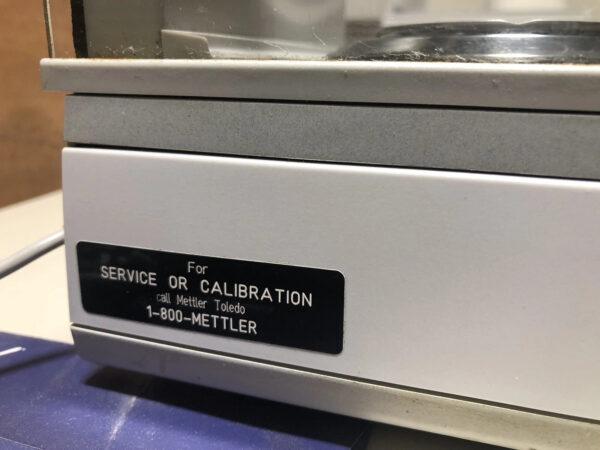 For
SERVICE OR CALIBRATION
call Mettler Toledo
1-800-METTLER